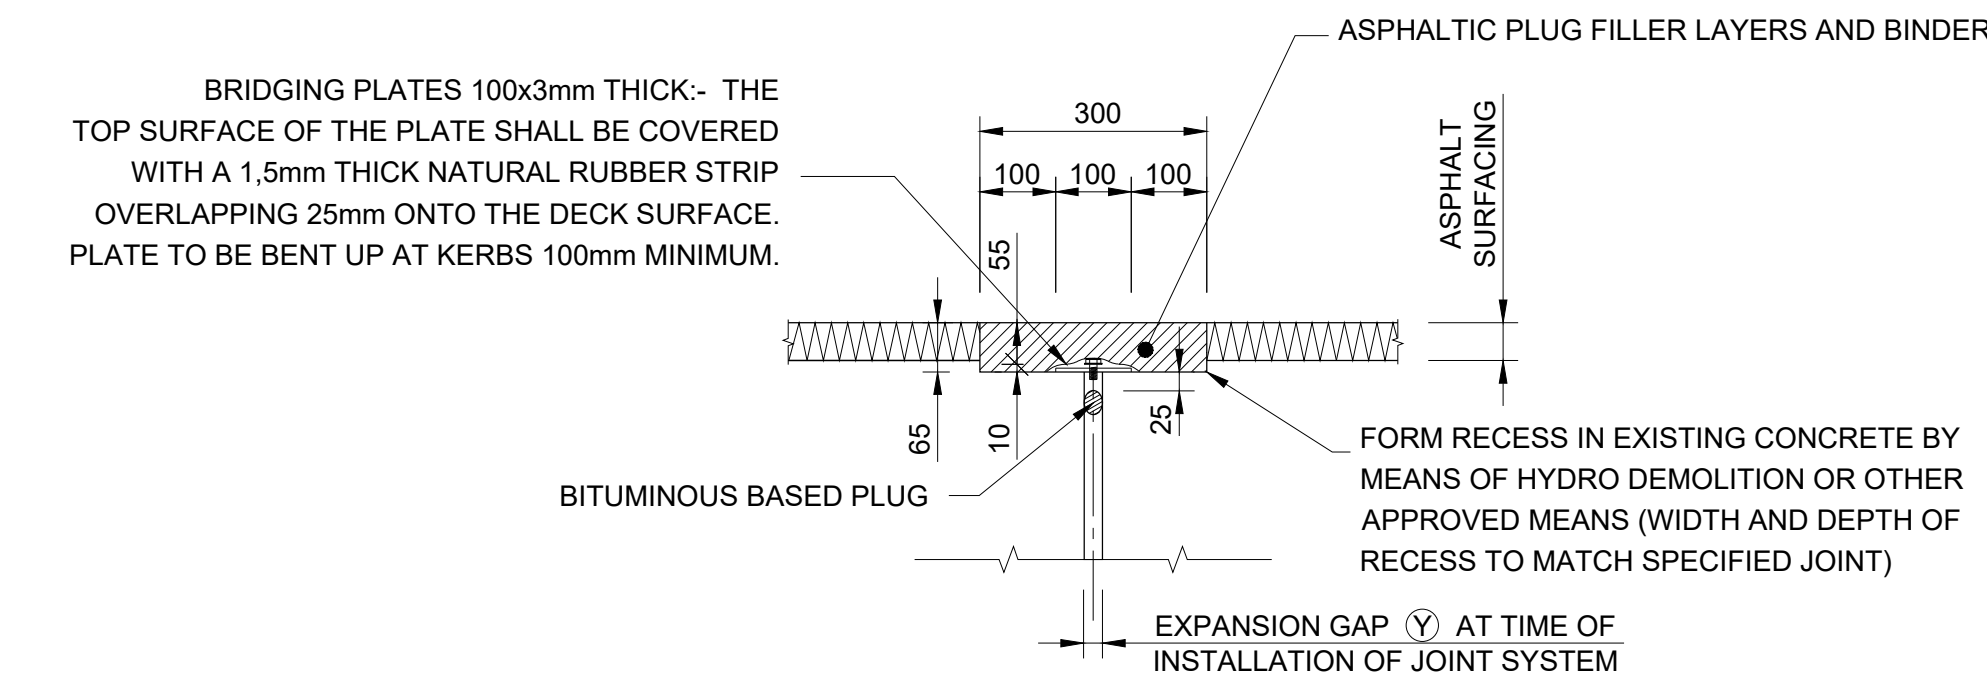 ASPHALTIC PLUG FILLER LAYERS AND BINDER
BRIDGING PLATES 100x3mm THICK:- THE
TOP SURFACE OF THE PLATE SHALL BE COVERED
WITH A 1,5mm THICK NATURAL RUBBER STRIP
OVERLAPPING 25mm ONTO THE DECK SURFACE.
PLATE TO BE BENT UP AT KERBS 100mm MINIMUM.
300
100 100 100
ASPHALT
SURFACING
55
65
10
25
BITUMINOUS BASED PLUG
FORM RECESS IN EXISTING CONCRETE BY
MEANS OF HYDRO DEMOLITION OR OTHER
APPROVED MEANS (WIDTH AND DEPTH OF
RECESS TO MATCH SPECIFIED JOINT)
EXPANSION GAP Y AT TIME OF
INSTALLATION OF JOINT SYSTEM